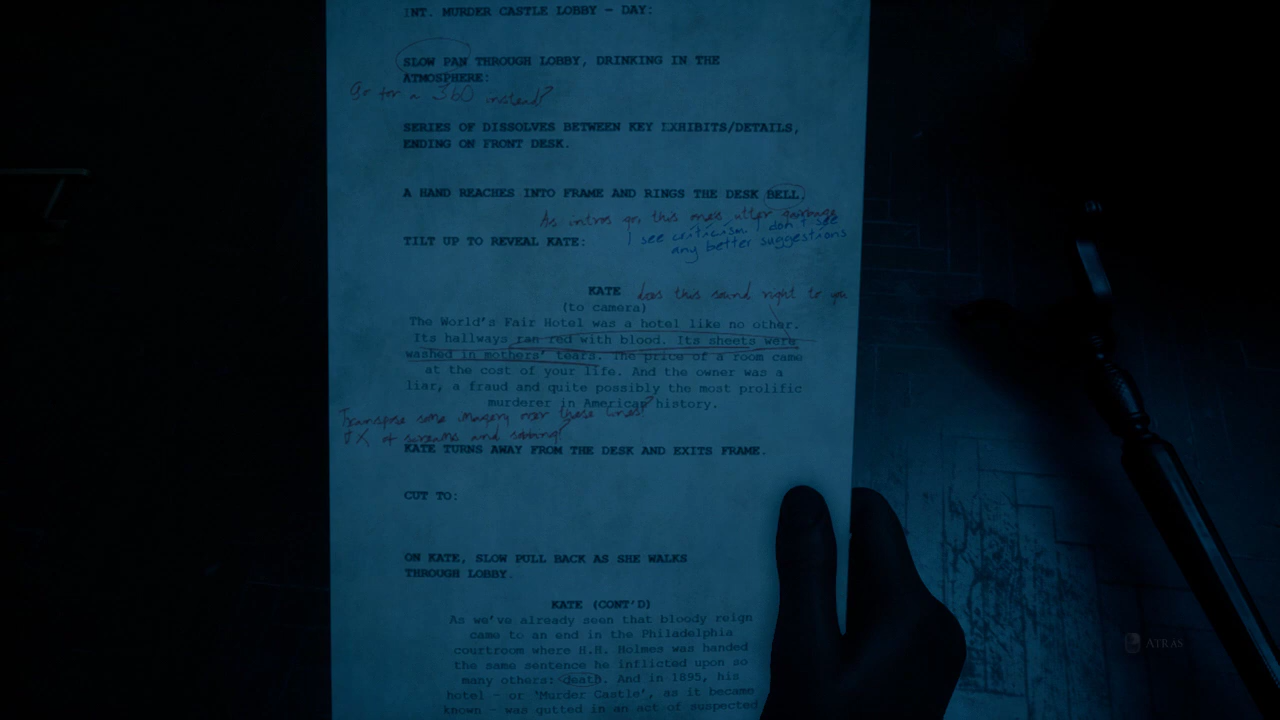 INT. MURDER CASTLE LOBBY - DAY:
SLOW PAN THROUGH LOBBY, DRINKING IN THE
ATMOSPHERE:
Go for a 360 instead?
SERIES OF DISSOLVES BETWEEN KEY EXHIBITS/DETAILS,
ENDING ON FRONT DESK.
A HAND REACHES INTO FRAME AND RINGS THE DESK BELL.
As intros go, this one's utter garbage
I see criticism I don't see
any better suggestions
TILT UP TO REVEAL KATE:
KATE
does this sound right to you
(to camera)
The World's Fair Hotel was a hotel like no other.
Its hallways ran red with blood. Its sheets were
washed in mothers' tears. The price of a room came
at the cost of your life. And the owner was a
liar, a fraud and quite possibly the most prolific
murderer in American history.
Transpose some imagery over these lines?
FX of screams and sobbing?
KATE TURNS AWAY FROM THE DESK AND EXITS FRAME.
CUT TO:
ON KATE, SLOW PULL BACK AS SHE WALKS
THROUGH LOBBY.
KATE (CONT'D)
As we've already seen that bloody reign
came to an end in the Philadelphia
courtroom where H.H. Holmes was handed
the same sentence he inflicted upon so
many others: death. And in 1895, his
hotel - or 'Murder Castle', as it became
known - was gutted in an act of suspected
ATRAS